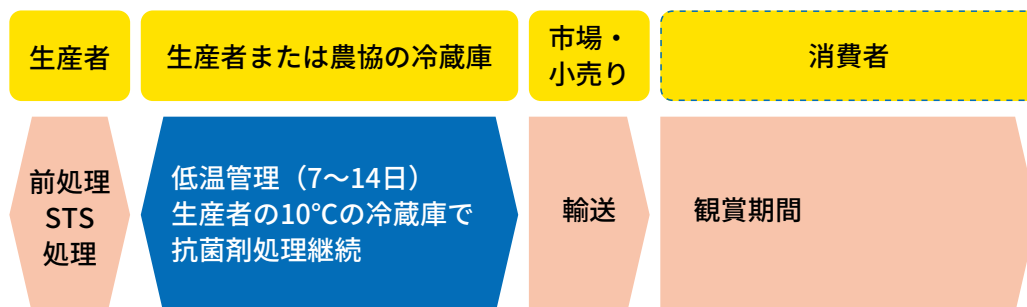 生産者
生産者または農協の冷蔵庫
市場・
小売り
消費者
前処理
STS
処理
低温管理（7〜14日）
生産者の10℃の冷蔵庫で
抗菌剤処理継続
輸送
観賞期間